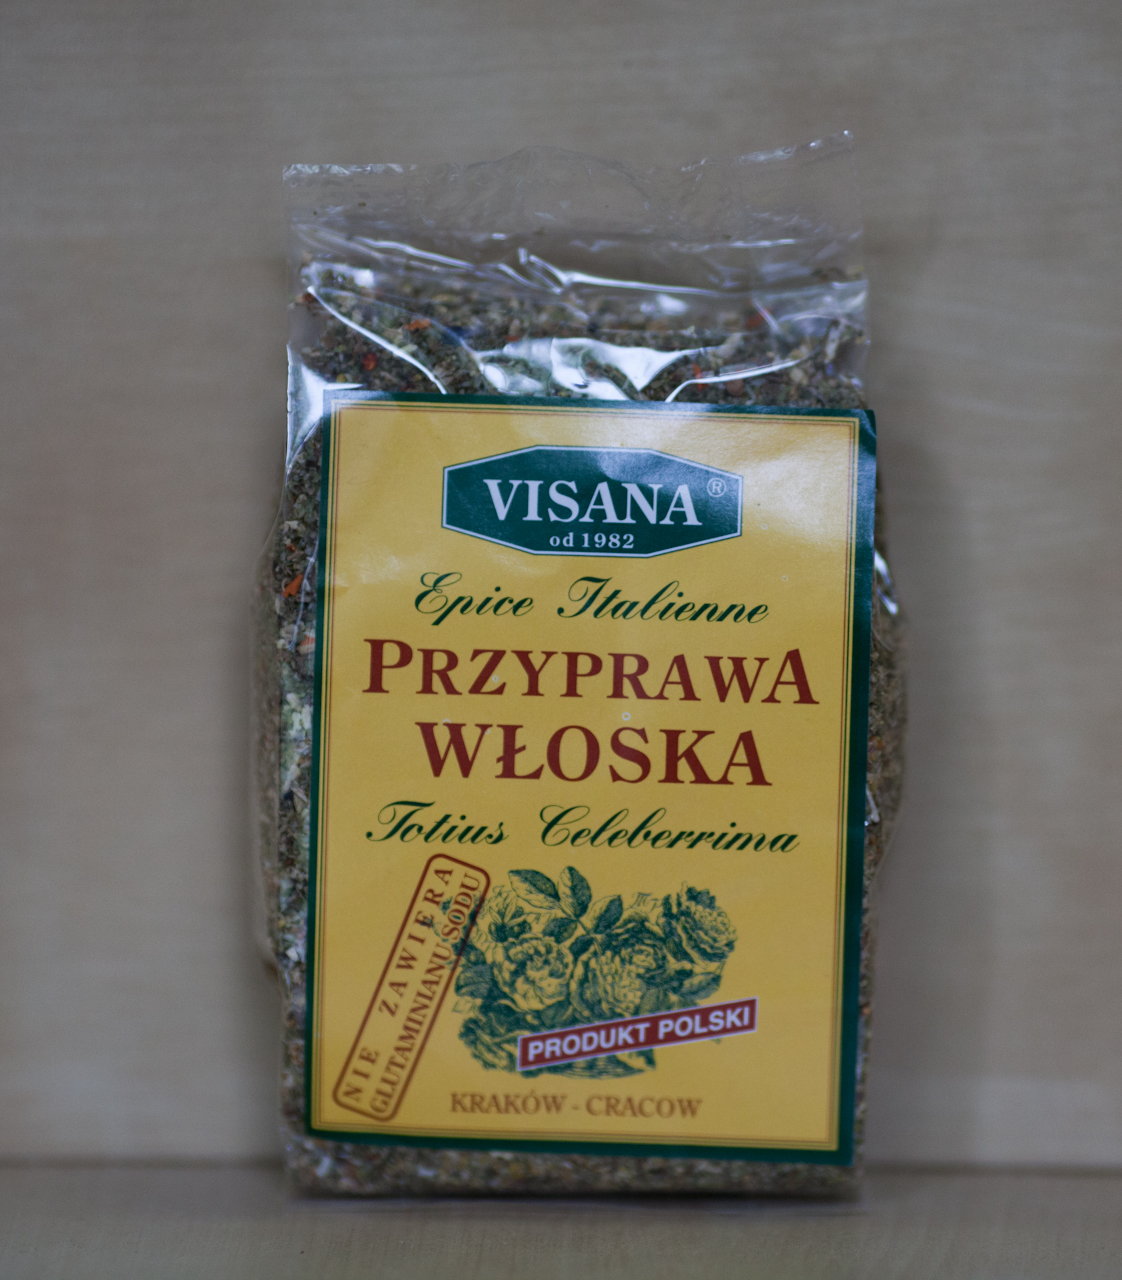 VISANA®
od 1982
Epice Italienne
PRZYPRAWA
WŁOSKA
Totius Celeberrima
NIE ZAWIERA
GLUTAMINIANU SODU
PRODUKT POLSKI
KRAKÓW - CRACOW